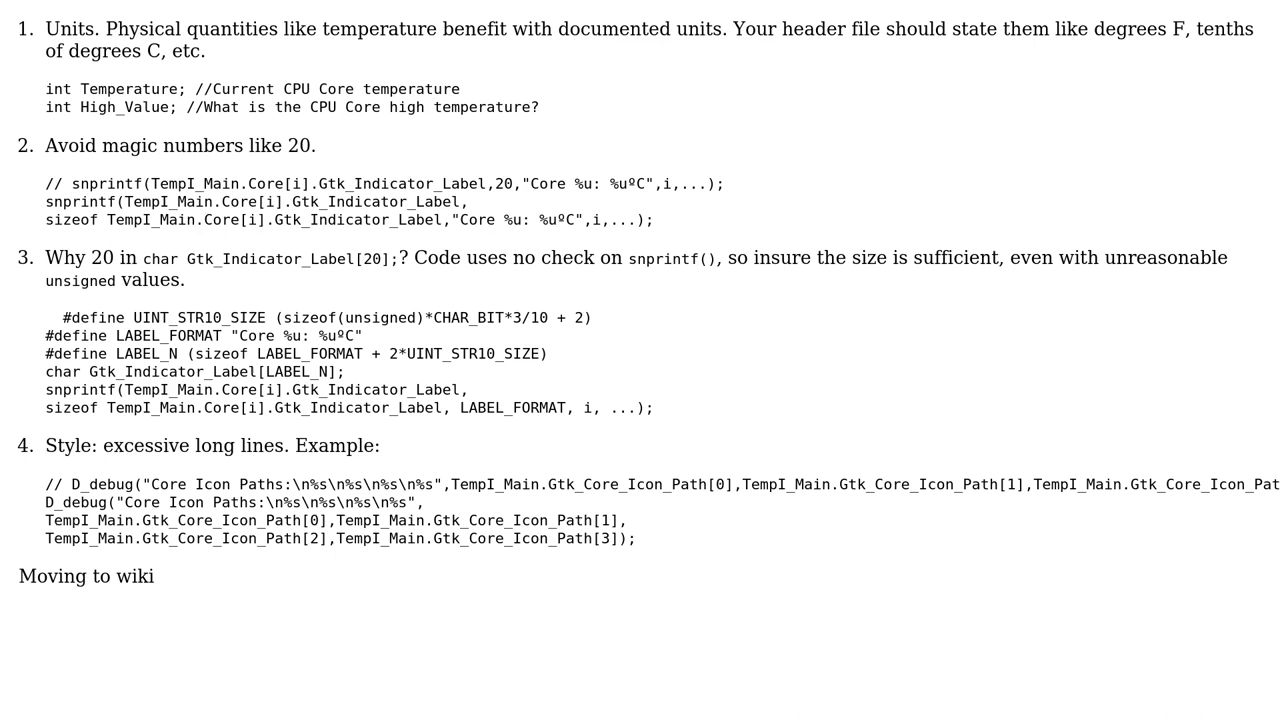 1. Units. Physical quantities like temperature benefit with documented units. Your header file should state them like degrees F, tenths
of degrees C, etc.
int Temperature; //Current CPU Core temperature
int High_Value; //What is the CPU Core high temperature?
2. Avoid magic numbers like 20.
// snprintf(TempI_Main.Core[i].Gtk_Indicator_Label,20,"Core %u: %uºC",i,...);
snprintf(TempI_Main.Core[i].Gtk_Indicator_Label,
sizeof TempI_Main.Core[i].Gtk_Indicator_Label,"Core %u: %uºC",i,...);
3. Why 20 in char Gtk_Indicator_Label[20];? Code uses no check on snprintf(), so insure the size is sufficient, even with unreasonable
unsigned values.
#define UINT_STR10_SIZE (sizeof(unsigned)*CHAR_BIT*3/10 + 2)
#define LABEL_FORMAT "Core %u: %uºC"
#define LABEL_N (sizeof LABEL_FORMAT + 2*UINT_STR10_SIZE)
char Gtk_Indicator_Label[LABEL_N];
snprintf(TempI_Main.Core[i].Gtk_Indicator_Label,
sizeof TempI_Main.Core[i].Gtk_Indicator_Label, LABEL_FORMAT, i, ...);
4. Style: excessive long lines. Example:
// D_debug("Core Icon Paths:\n%s\n%s\n%s\n%s",TempI_Main.Gtk_Core_Icon_Path[0],TempI_Main.Gtk_Core_Icon_Path[1],TempI_Main.Gtk_Core_Icon_Pat
D_debug("Core Icon Paths:\n%s\n%s\n%s\n%s",
TempI_Main.Gtk_Core_Icon_Path[0],TempI_Main.Gtk_Core_Icon_Path[1],
TempI_Main.Gtk_Core_Icon_Path[2],TempI_Main.Gtk_Core_Icon_Path[3]);
Moving to wiki